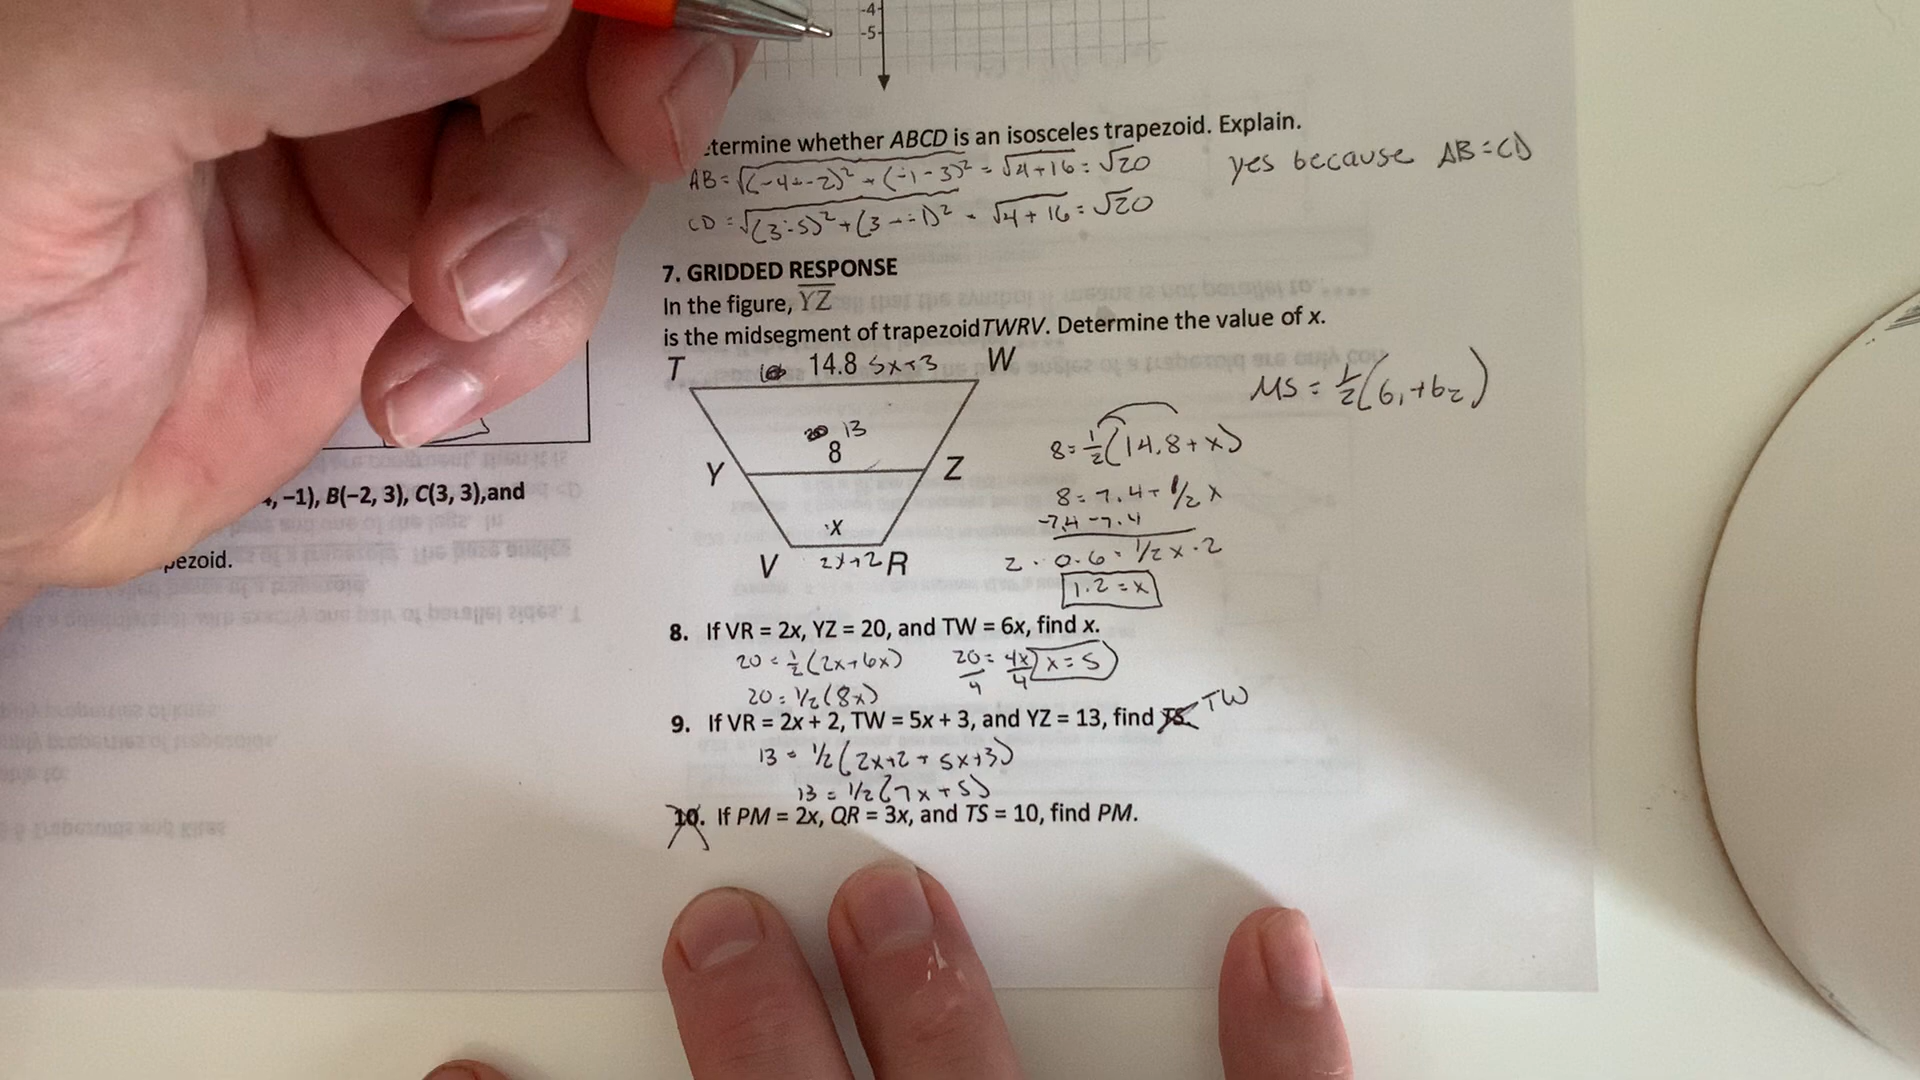 -4
-5
termine whether ABCD is an isosceles trapezoid. Explain.
AB = √(-4--2)² + (-1-3)² = √4+16 = √20
yes because AB = CD
CD = √(3-5)² + (3--1)² = √4+16 = √20
7. GRIDDED RESPONSE
In the figure, YZ
is the midsegment of trapezoid TWRV. Determine the value of x.
T 14.8 5x+3 W
MS = 1/2(b₁+b₂)
13
8
Y Z
x
V 2x+2 R
8 = 1/2(14.8+x)
8 = 7.4+1/2x
-7.4 -7.4
2 · 0.6 = 1/2x · 2
1.2 = x
, –1), B(–2, 3), C(3, 3),and
pezoid.
8. If VR = 2x, YZ = 20, and TW = 6x, find x.
20 = 1/2(2x+6x) 20/4 = 4x/4 x = 5
20 = 1/2(8x)
9. If VR = 2x + 2, TW = 5x + 3, and YZ = 13, find TS. TW
13 = 1/2(2x+2+5x+3)
13 = 1/2(7x+5)
10. If PM = 2x, QR = 3x, and TS = 10, find PM.